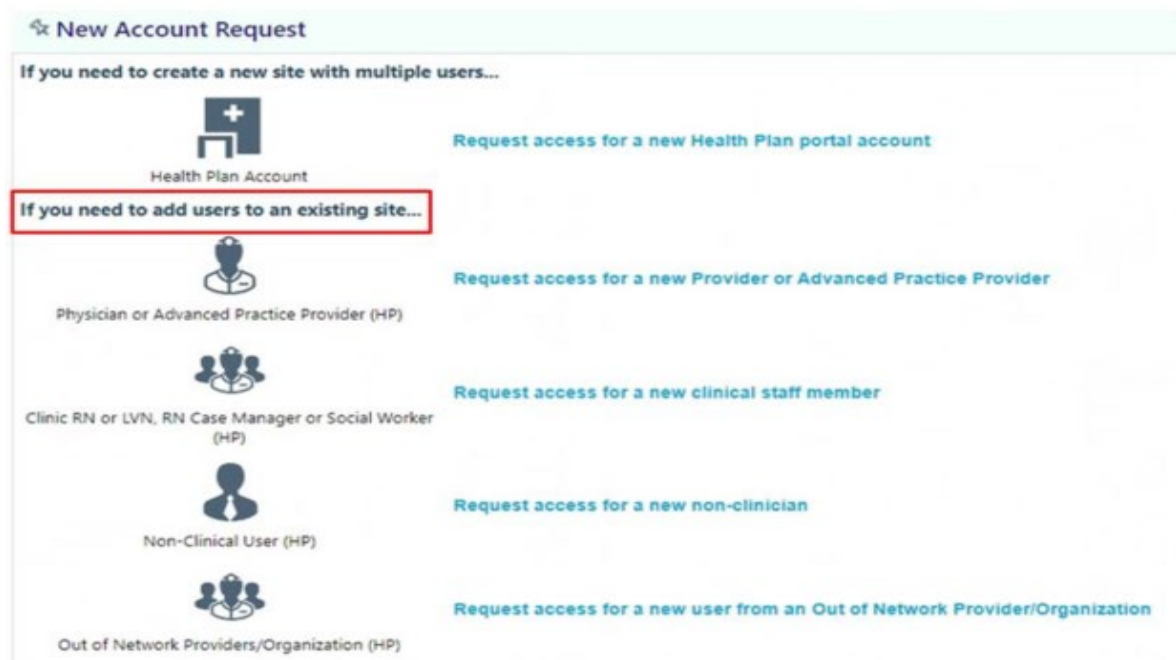 New Account Request
If you need to create a new site with multiple users...
Request access for a new Health Plan portal account
Health Plan Account
If you need to add users to an existing site...
Request access for a new Provider or Advanced Practice Provider
Physician or Advanced Practice Provider (HP)
Request access for a new clinical staff member
Clinic RN or LVN, RN Case Manager or Social Worker
(HP)
Request access for a new non-clinician
Non-Clinical User (HP)
Request access for a new user from an Out of Network Provider/Organization
Out of Network Providers/Organization (HP)